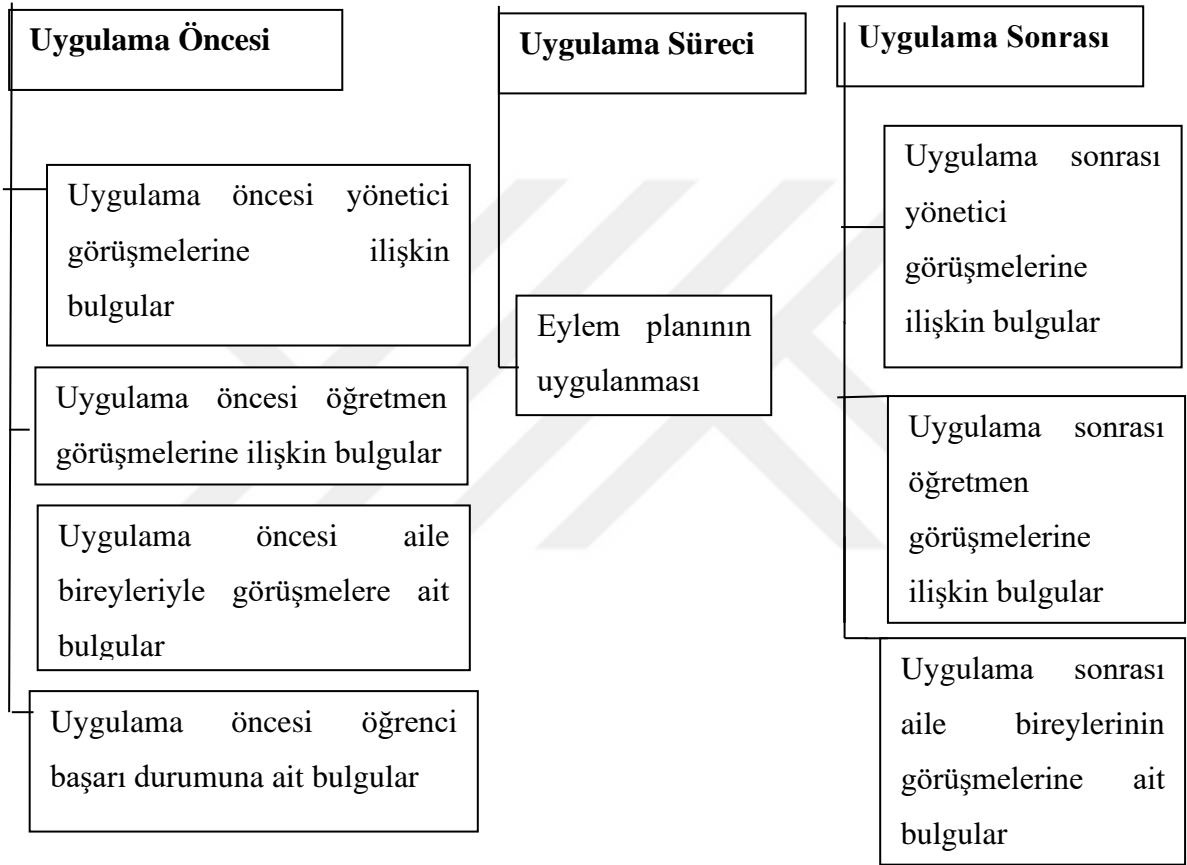 Uygulama Öncesi
Uygulama öncesi yönetici
görüşmelerine ilişkin
bulgular
Uygulama öncesi öğretmen
görüşmelerine ilişkin bulgular
Uygulama öncesi aile
bireyleriyle görüşmelere ait
bulgular
Uygulama öncesi öğrenci
başarı durumuna ait bulgular
Uygulama Süreci
Eylem planının
uygulanması
Uygulama Sonrası
Uygulama sonrası
yönetici
görüşmelerine
ilişkin bulgular
Uygulama sonrası
öğretmen
görüşmelerine
ilişkin bulgular
Uygulama sonrası
aile bireylerinin
görüşmelerine ait
bulgular